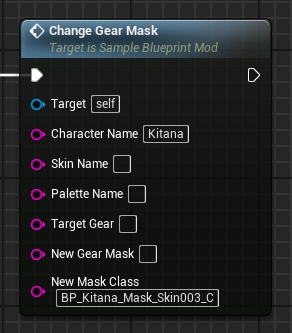 Change Gear Mask
Target is Sample Blueprint Mod
Target self
Character Name Kitana
Skin Name
Palette Name
Target Gear
New Gear Mask
New Mask Class
BP_Kitana_Mask_Skin003_C